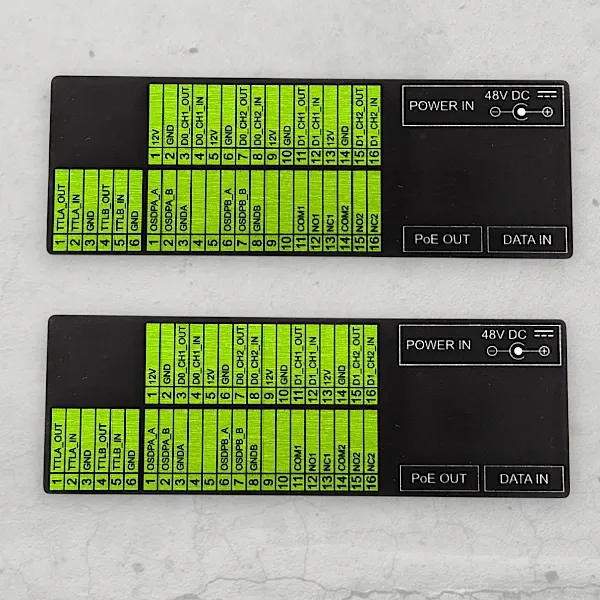 1 12V
2 GND
3 D0_CH1_OUT
4 D0_CH1_IN
5 12V
6 GND
7 D0_CH2_OUT
8 D0_CH2_IN
9 12V
10 GND
11 D1_CH1_OUT
12 D1_CH1_IN
13 12V
14 GND
15 D1_CH2_OUT
16 D1_CH2_IN
POWER IN
48V DC
1 TTLA_OUT
2 TTLA_IN
3 GND
4 TTLB_OUT
5 TTLB_IN
6 GND
1 OSDPA_A
2 OSDPA_B
3 GNDA
4
5
6 OSDPB_A
7 OSDPB_B
8 GNDB
9
10
11 COM1
12 NO1
13 NC1
14 COM2
15 NO2
16 NC2
PoE OUT
DATA IN
1 12V
2 GND
3 D0_CH1_OUT
4 D0_CH1_IN
5 12V
6 GND
7 D0_CH2_OUT
8 D0_CH2_IN
9 12V
10 GND
11 D1_CH1_OUT
12 D1_CH1_IN
13 12V
14 GND
15 D1_CH2_OUT
16 D1_CH2_IN
POWER IN
48V DC
1 TTLA_OUT
2 TTLA_IN
3 GND
4 TTLB_OUT
5 TTLB_IN
6 GND
1 OSDPA_A
2 OSDPA_B
3 GNDA
4
5
6 OSDPB_A
7 OSDPB_B
8 GNDB
9
10
11 COM1
12 NO1
13 NC1
14 COM2
15 NO2
16 NC2
PoE OUT
DATA IN